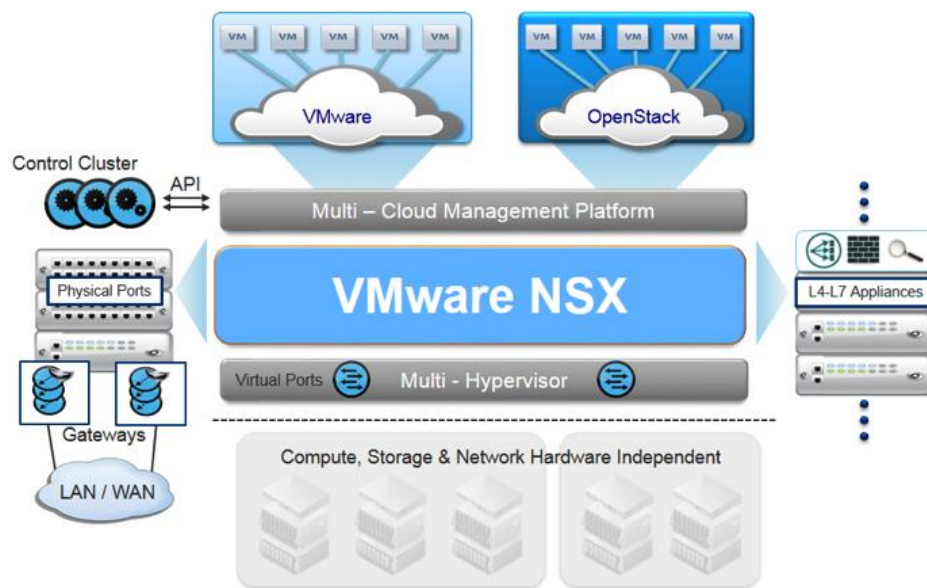 VM VM VM VM VM
VMware
VM VM VM VM VM
OpenStack
Control Cluster
API
Multi – Cloud Management Platform
Physical Ports
VMware NSX
L4-L7 Appliances
Virtual Ports
Multi - Hypervisor
Gateways
LAN / WAN
Compute, Storage & Network Hardware Independent